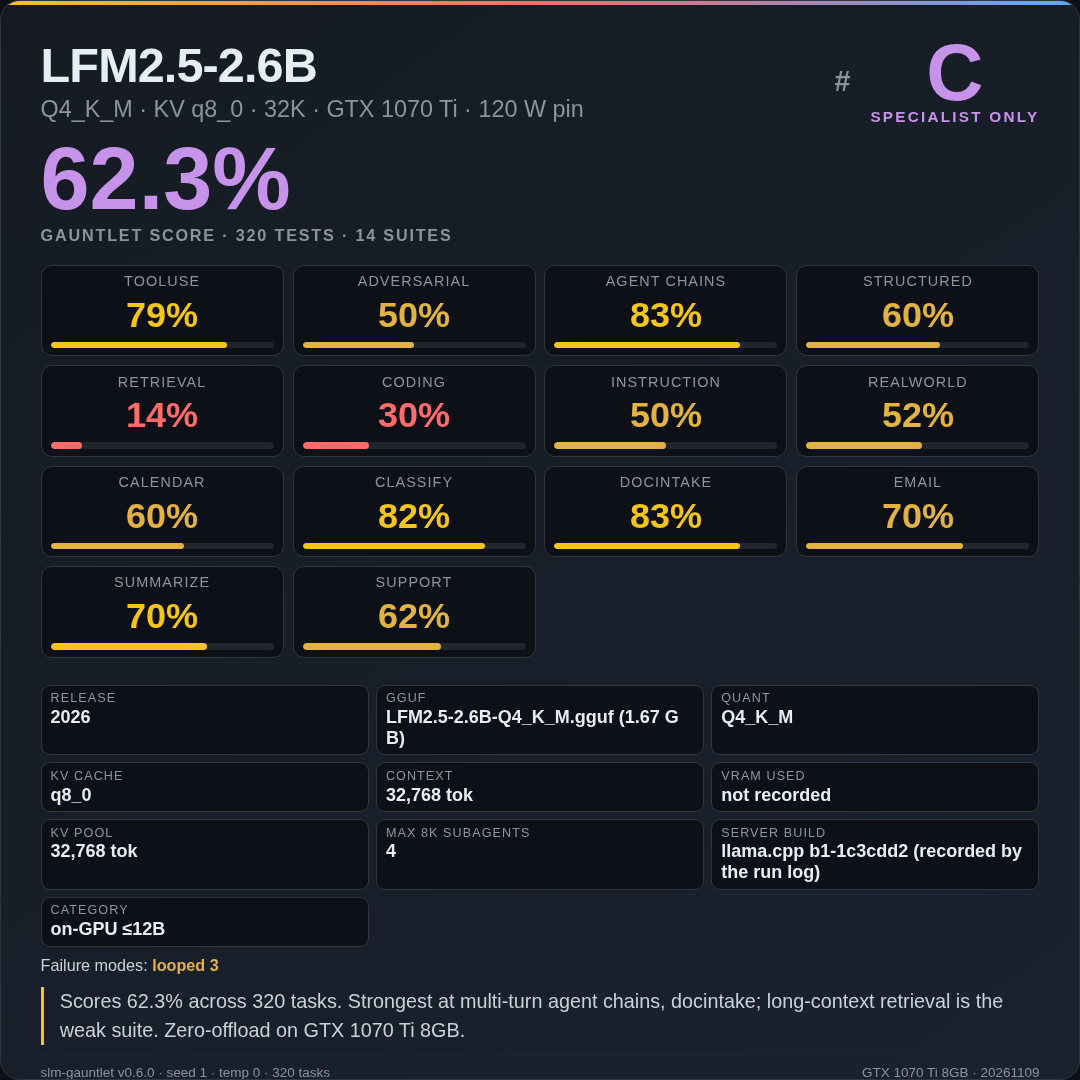 LFM2.5-2.6B
Q4_K_M · KV q8_0 · 32K · GTX 1070 Ti · 120 W pin
#
C
SPECIALIST ONLY
62.3%
GAUNTLET SCORE · 320 TESTS · 14 SUITES
TOOLUSE
79%
ADVERSARIAL
50%
AGENT CHAINS
83%
STRUCTURED
60%
RETRIEVAL
14%
CODING
30%
INSTRUCTION
50%
REALWORLD
52%
CALENDAR
60%
CLASSIFY
82%
DOCINTAKE
83%
EMAIL
70%
SUMMARIZE
70%
SUPPORT
62%
RELEASE
2026
GGUF
LFM2.5-2.6B-Q4_K_M.gguf (1.67 G
B)
QUANT
Q4_K_M
KV CACHE
q8_0
CONTEXT
32,768 tok
VRAM USED
not recorded
KV POOL
32,768 tok
MAX 8K SUBAGENTS
4
SERVER BUILD
llama.cpp b1-1c3cdd2 (recorded by
the run log)
CATEGORY
on-GPU ≤12B
Failure modes: looped 3
Scores 62.3% across 320 tasks. Strongest at multi-turn agent chains, docintake; long-context retrieval is the
weak suite. Zero-offload on GTX 1070 Ti 8GB.
slm-gauntlet v0.6.0 · seed 1 · temp 0 · 320 tasks
GTX 1070 Ti 8GB · 20261109